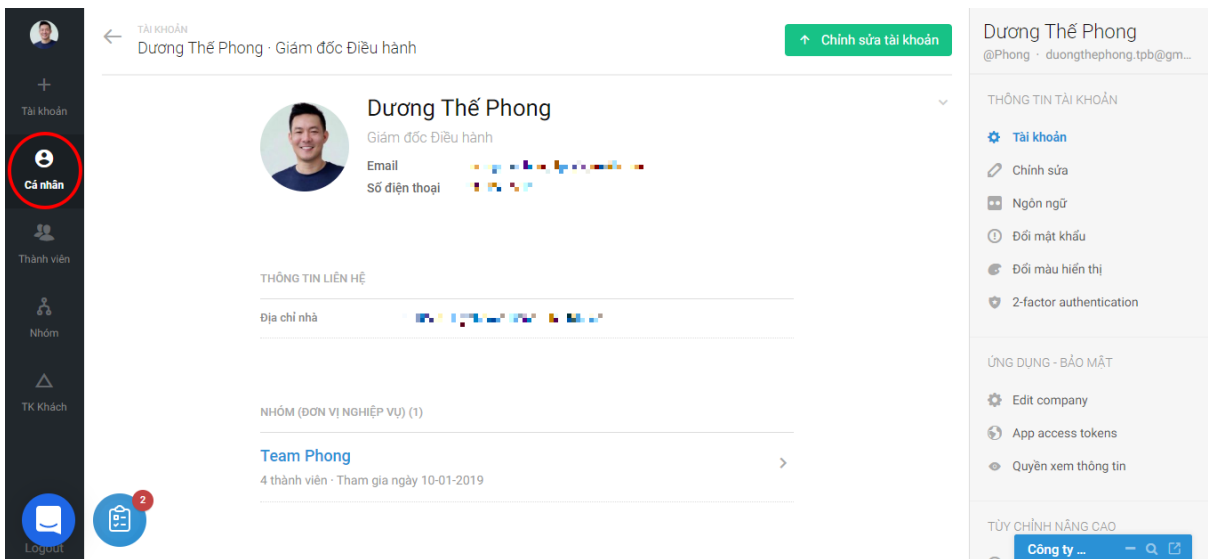 Tài khoản
Cá nhân
Thành viên
Nhóm
TK Khách
Logout
2
TÀI KHOẢN
Dương Thế Phong · Giám đốc Điều hành
Chỉnh sửa tài khoản
Dương Thế Phong
Giám đốc Điều hành
Email
Số điện thoại
THÔNG TIN LIÊN HỆ
Địa chỉ nhà
NHÓM (ĐƠN VỊ NGHIỆP VỤ) (1)
Team Phong
4 thành viên · Tham gia ngày 10-01-2019
Dương Thế Phong
@Phong · duongthephong.tpb@gm...
THÔNG TIN TÀI KHOẢN
Tài khoản
Chỉnh sửa
Ngôn ngữ
Đổi mật khẩu
Đổi màu hiển thị
2-factor authentication
ỨNG DỤNG - BẢO MẬT
Edit company
App access tokens
Quyền xem thông tin
TÙY CHỈNH NÂNG CAO
Công ty ...